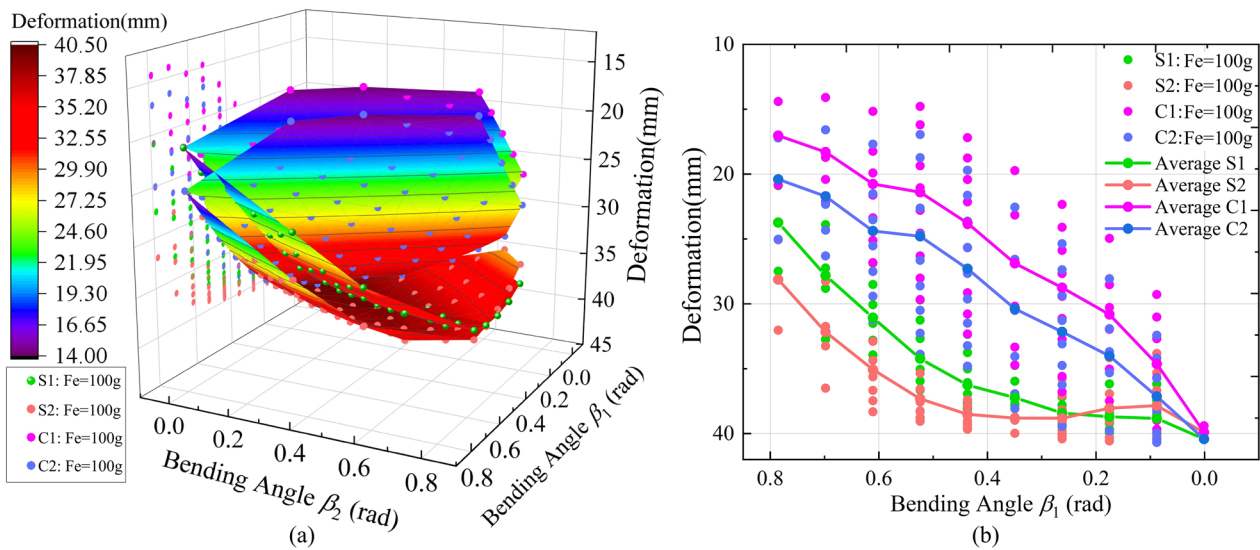 Deformation(mm)
40.50
37.85
35.20
32.55
29.90
27.25
24.60
21.95
19.30
16.65
14.00
S1: Fe=100g
S2: Fe=100g
C1: Fe=100g
C2: Fe=100g
15
20
25
30
35
40
45
Deformation(mm)
0.0
0.2
0.4
0.6
0.8
Bending Angle β₁ (rad)
0.0
0.2
0.4
0.6
0.8
Bending Angle β₂ (rad)
(a)
10
20
30
40
Deformation(mm)
S1: Fe=100g
S2: Fe=100g
C1: Fe=100g
C2:Fe=100g
Average S1
Average S2
Average C1
Average C2
0.8
0.6
0.4
0.2
0.0
Bending Angle β₁ (rad)
(b)